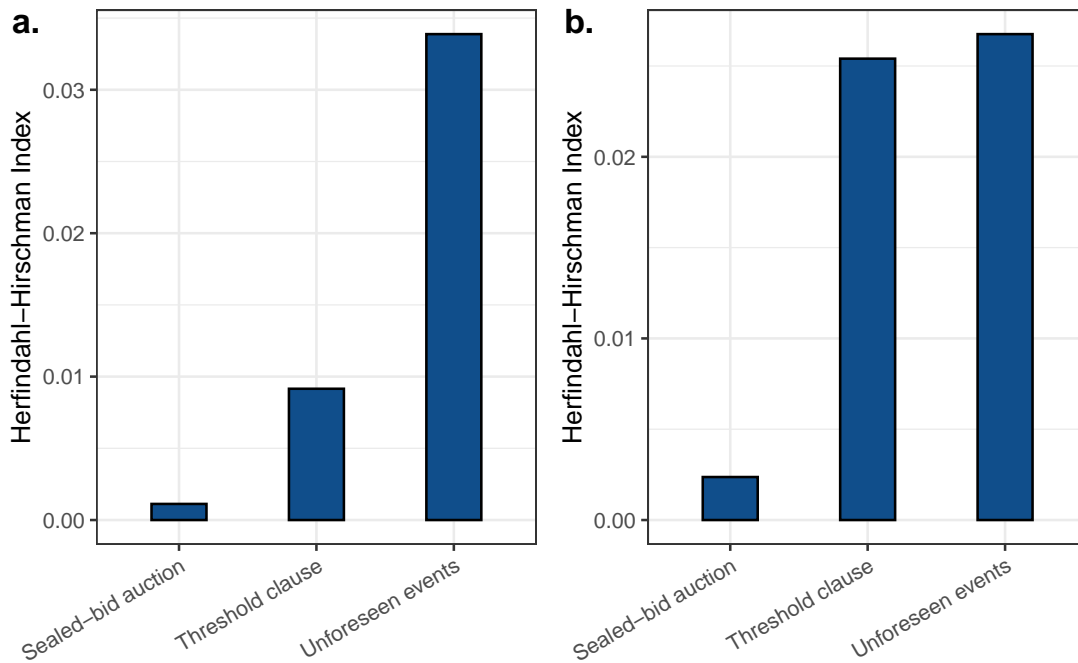 a.
Herfindahl−Hirschman Index
0.03
0.02
0.01
0.00
Sealed−bid auction
Threshold clause
Unforeseen events
b.
Herfindahl−Hirschman Index
0.02
0.01
0.00
Sealed−bid auction
Threshold clause
Unforeseen events